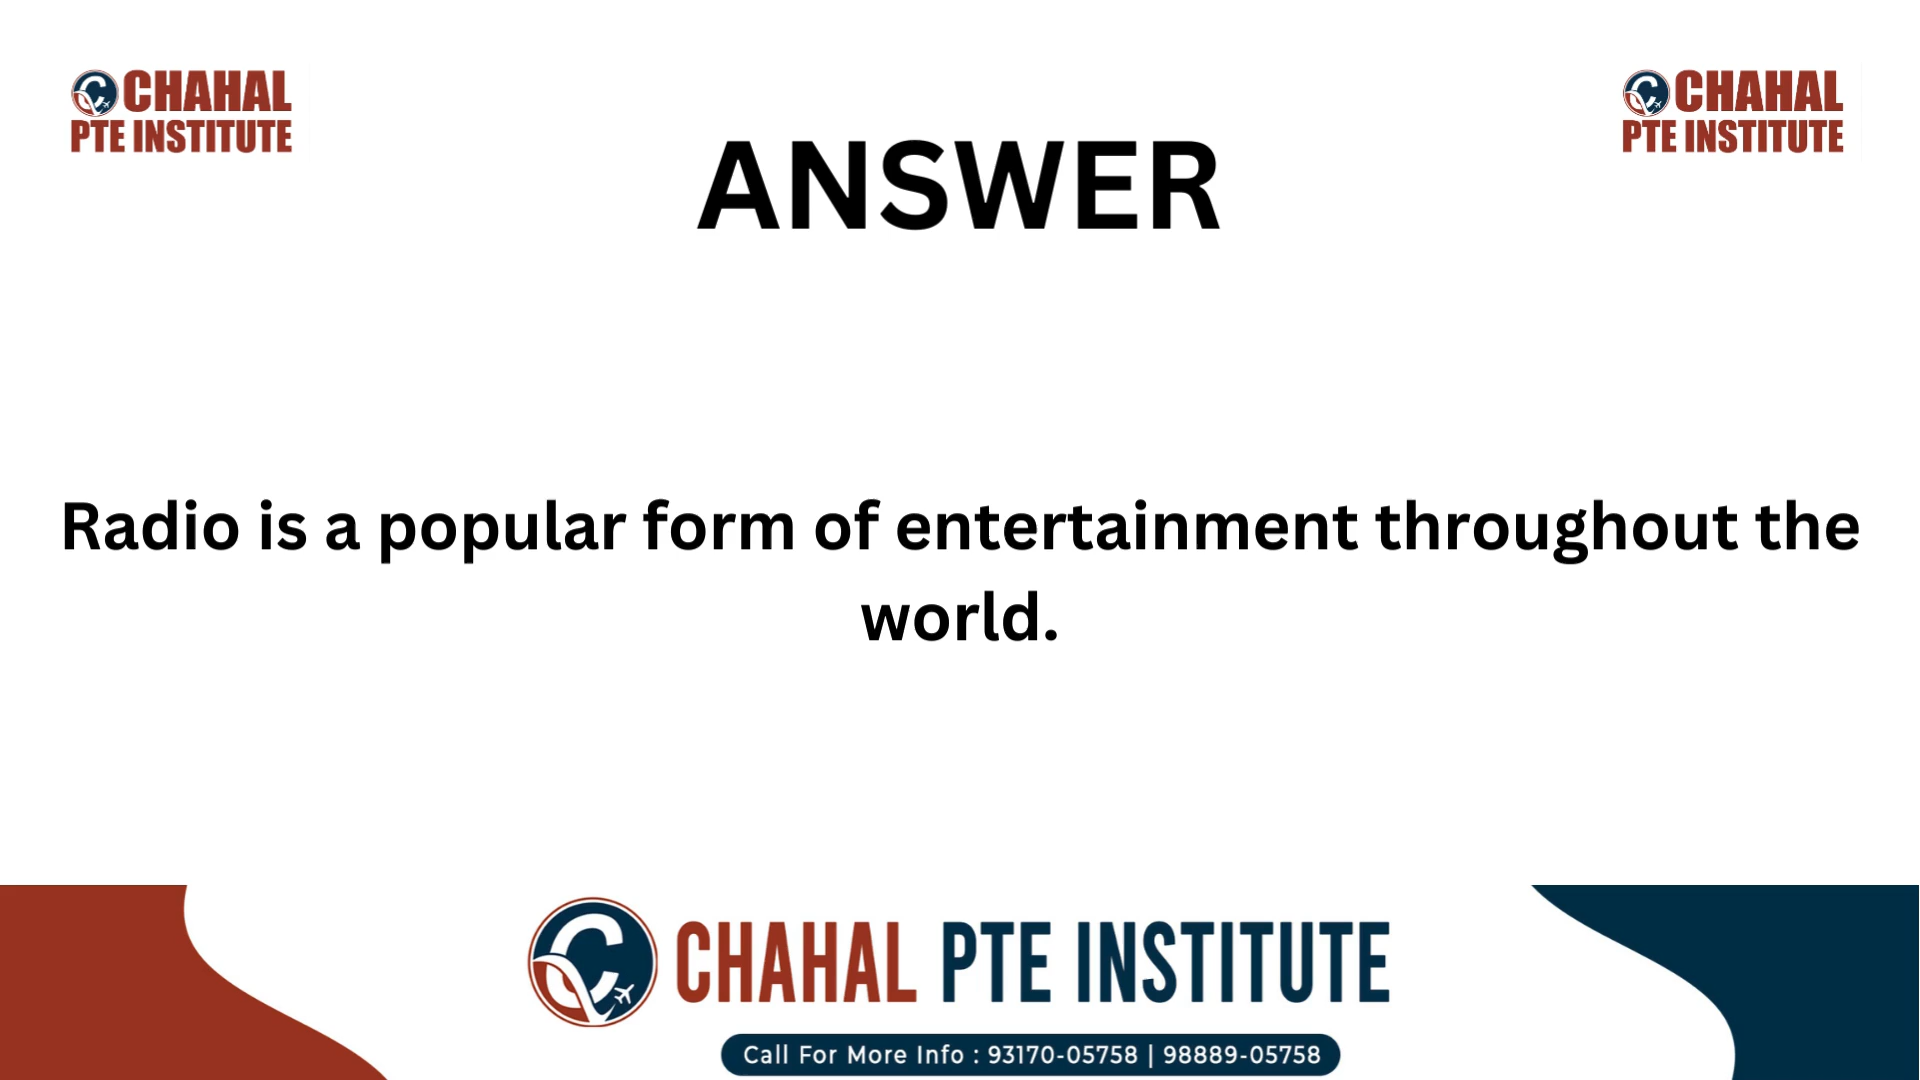 CHAHAL
PTE INSTITUTE
CHAHAL
PTE INSTITUTE
ANSWER
Radio is a popular form of entertainment throughout the
world.
CHAHAL PTE INSTITUTE
Call For More Info : 93170-05758 | 98889-05758